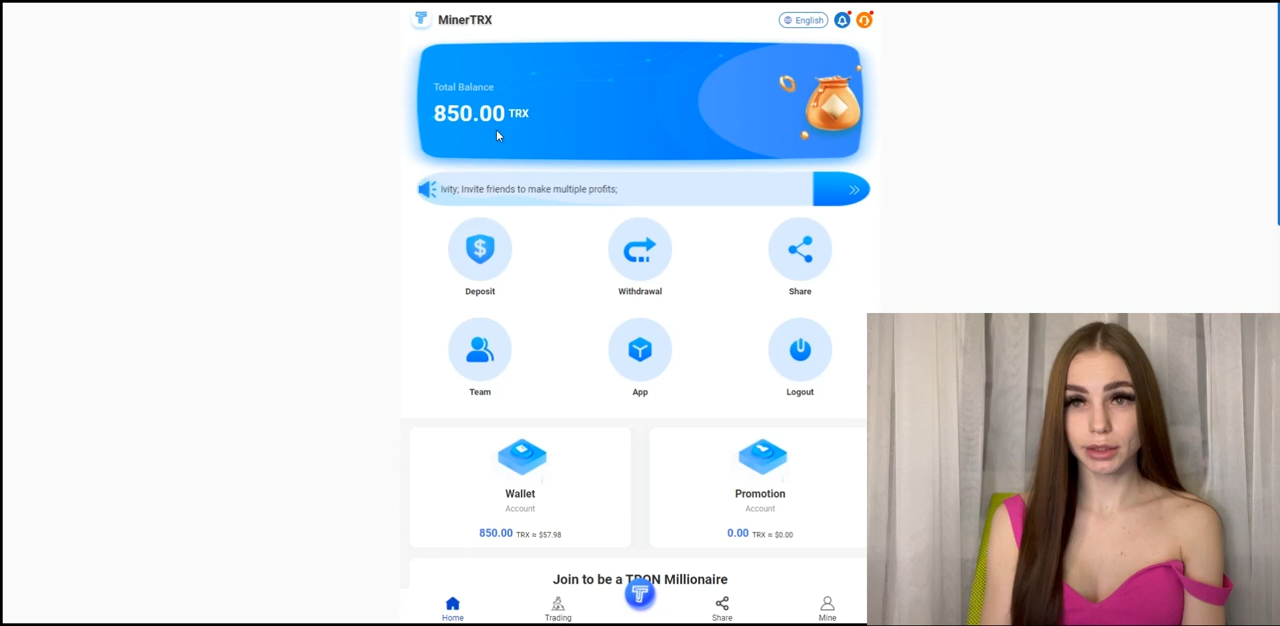 MinerTRX
English
Total Balance
850.00 TRX
ivity; Invite friends to make multiple profits;
Deposit
Withdrawal
Share
Team
App
Logout
Wallet
Promotion
Account
Account
850.00 TRX ≈ $57.98
0.00 TRX ≈ $0.00
Join to be a TRON Millionaire
Home
Trading
Share
Mine